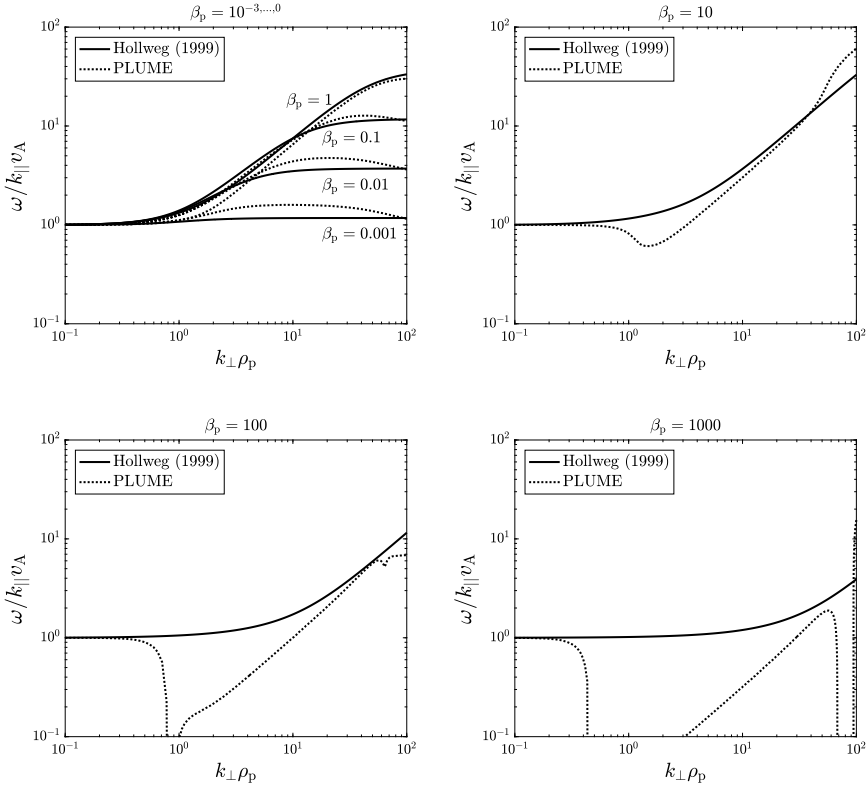 β_p = 10^−3,...,0
Hollweg (1999)
PLUME
β_p = 1
β_p = 0.1
β_p = 0.01
β_p = 0.001
ω/k_||v_A
10^2
10^1
10^0
10^−1
10^−1 10^0 10^1 10^2
k_⊥ρ_p
β_p = 10
Hollweg (1999)
PLUME
ω/k_||v_A
10^2
10^1
10^0
10^−1
10^−1 10^0 10^1 10^2
k_⊥ρ_p
β_p = 100
Hollweg (1999)
PLUME
ω/k_||v_A
10^2
10^1
10^0
10^−1
10^−1 10^0 10^1 10^2
k_⊥ρ_p
β_p = 1000
Hollweg (1999)
PLUME
ω/k_||v_A
10^2
10^1
10^0
10^−1
10^−1 10^0 10^1 10^2
k_⊥ρ_p